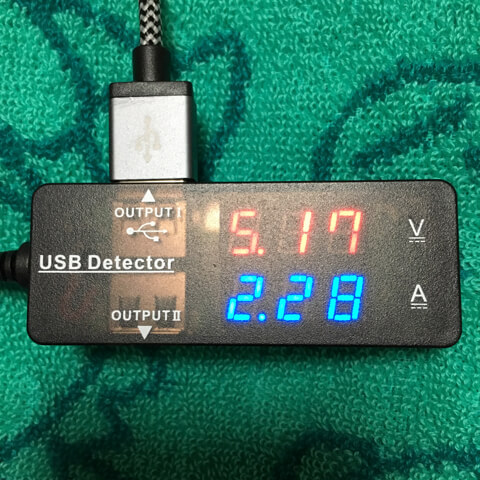 OUTPUT I
5.17 V
USB Detector
2.28 A
OUTPUT II